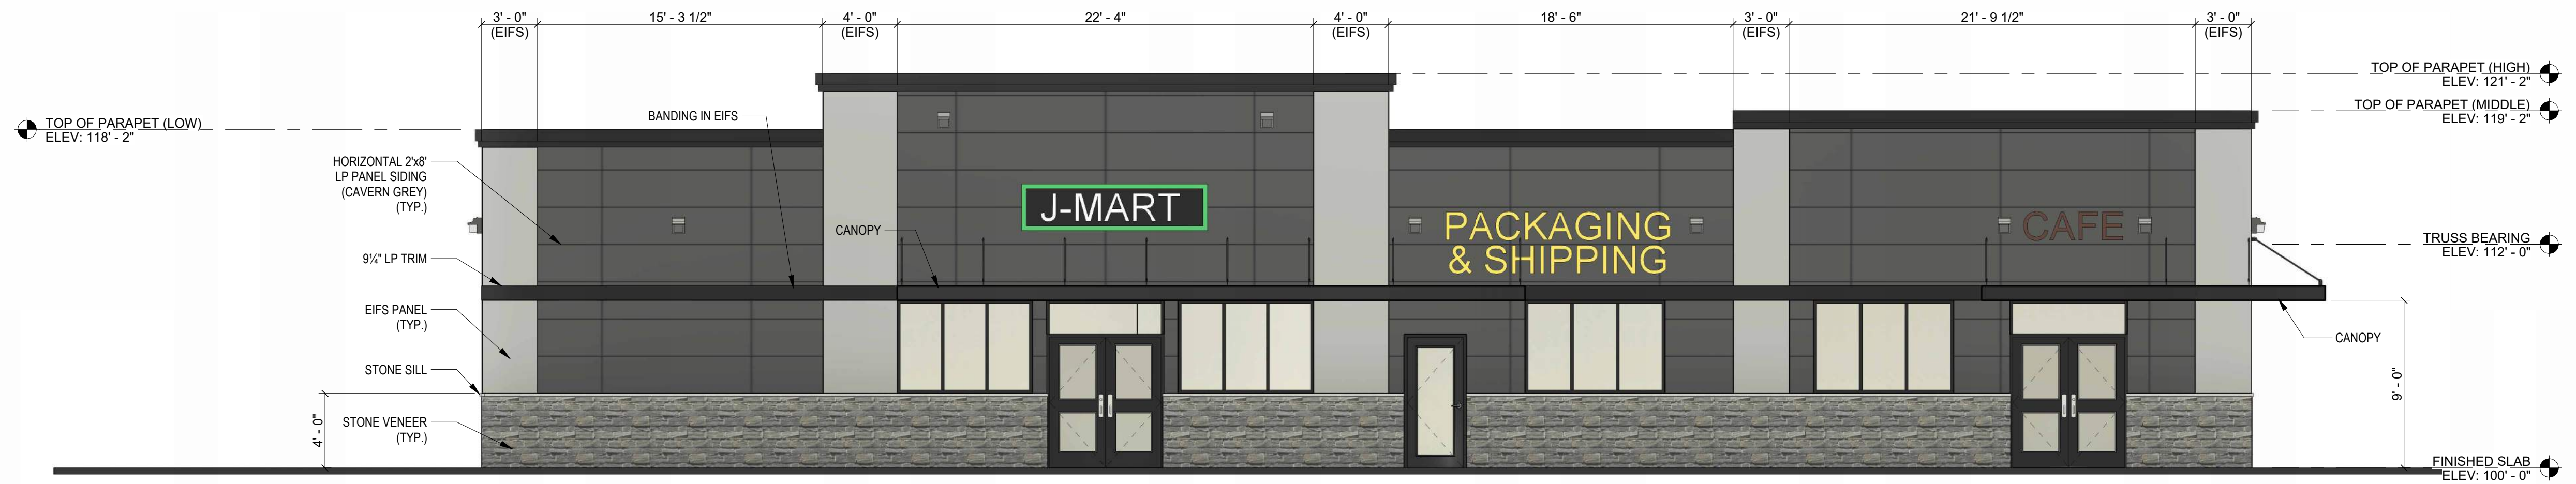 3' - 0"
(EIFS)
15' - 3 1/2"
4' - 0"
(EIFS)
22' - 4"
4' - 0"
(EIFS)
18' - 6"
3' - 0"
(EIFS)
21' - 9 1/2"
3' - 0"
(EIFS)
TOP OF PARAPET (HIGH)
ELEV: 121' - 2"
TOP OF PARAPET (MIDDLE)
ELEV: 119' - 2"
TOP OF PARAPET (LOW)
ELEV: 118' - 2"
BANDING IN EIFS
HORIZONTAL 2'x8'
LP PANEL SIDING
(CAVERN GREY)
(TYP.)
J-MART
PACKAGING
& SHIPPING
CAFE
CANOPY
TRUSS BEARING
ELEV: 112' - 0"
9¼" LP TRIM
EIFS PANEL
(TYP.)
CANOPY
STONE SILL
9' - 0"
4' - 0"
STONE VENEER
(TYP.)
FINISHED SLAB
ELEV: 100' - 0"